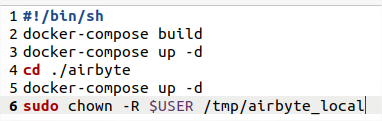 1 #!/bin/sh
2 docker-compose build
3 docker-compose up -d
4 cd ./airbyte
5 docker-compose up -d
6 sudo chown -R $USER /tmp/airbyte_local